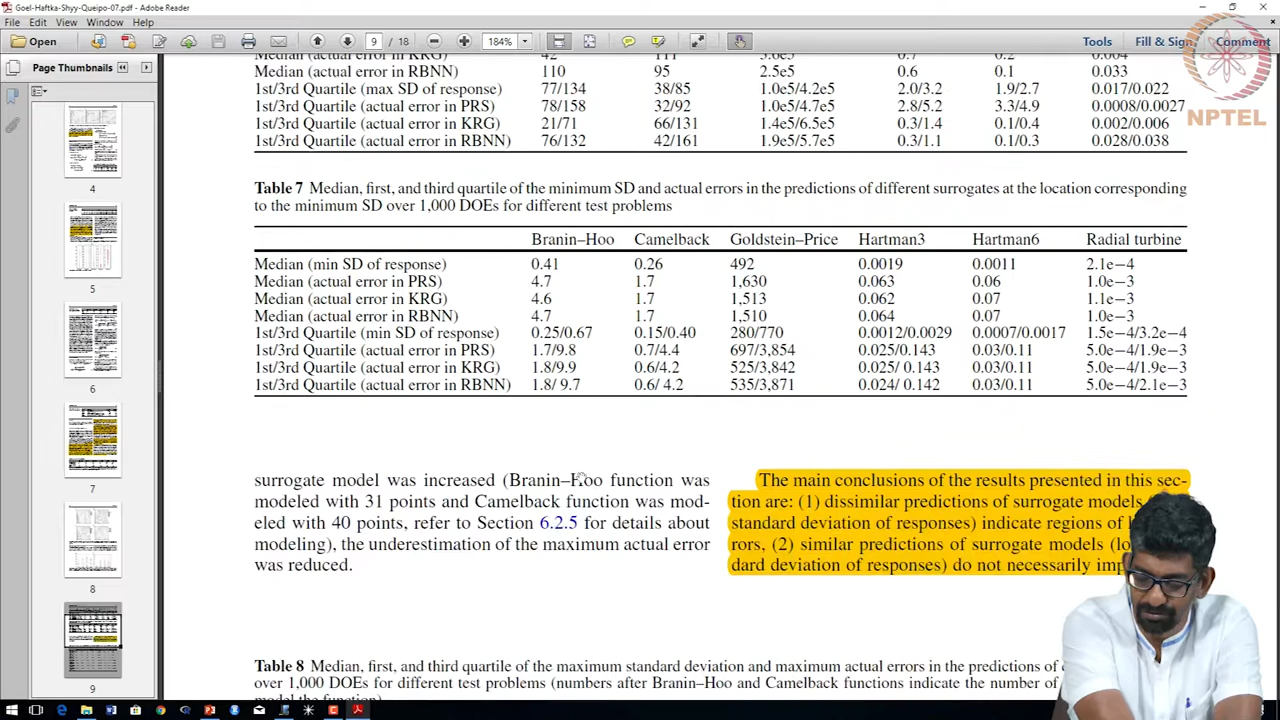 Goel-Haftka-Shyy-Queipo-07.pdf - Adobe Reader
File Edit View Window Help
Open 9 / 18 184% Tools Fill & Sign Comment
NPTEL
Page Thumbnails
4
5
6
7
8
9
Median (actual error in RBNN) 110 95 2.5e5 0.6 0.1 0.033
1st/3rd Quartile (max SD of response) 77/134 38/85 1.0e5/4.2e5 2.0/3.2 1.9/2.7 0.017/0.022
1st/3rd Quartile (actual error in PRS) 78/158 32/92 1.0e5/4.7e5 2.8/5.2 3.3/4.9 0.0008/0.0027
1st/3rd Quartile (actual error in KRG) 21/71 66/131 1.4e5/6.5e5 0.3/1.4 0.1/0.4 0.002/0.006
1st/3rd Quartile (actual error in RBNN) 76/132 42/161 1.9e5/5.7e5 0.3/1.1 0.1/0.3 0.028/0.038
Table 7 Median, first, and third quartile of the minimum SD and actual errors in the predictions of different surrogates at the location corresponding
to the minimum SD over 1,000 DOEs for different test problems
Branin–Hoo Camelback Goldstein–Price Hartman3 Hartman6 Radial turbine
Median (min SD of response) 0.41 0.26 492 0.0019 0.0011 2.1e−4
Median (actual error in PRS) 4.7 1.7 1,630 0.063 0.06 1.0e−3
Median (actual error in KRG) 4.6 1.7 1,513 0.062 0.07 1.1e−3
Median (actual error in RBNN) 4.7 1.7 1,510 0.064 0.07 1.0e−3
1st/3rd Quartile (min SD of response) 0.25/0.67 0.15/0.40 280/770 0.0012/0.0029 0.0007/0.0017 1.5e−4/3.2e−4
1st/3rd Quartile (actual error in PRS) 1.7/9.8 0.7/4.4 697/3,854 0.025/0.143 0.03/0.11 5.0e−4/1.9e−3
1st/3rd Quartile (actual error in KRG) 1.8/9.9 0.6/4.2 525/3,842 0.025/ 0.143 0.03/0.11 5.0e−4/1.9e−3
1st/3rd Quartile (actual error in RBNN) 1.8/ 9.7 0.6/ 4.2 535/3,871 0.024/ 0.142 0.03/0.11 5.0e−4/2.1e−3
surrogate model was increased (Branin–Hoo function was
modeled with 31 points and Camelback function was mod-
eled with 40 points, refer to Section 6.2.5 for details about
modeling), the underestimation of the maximum actual error
was reduced.
The main conclusions of the results presented in this sec-
tion are: (1) dissimilar predictions of surrogate models
standard deviation of responses) indicate regions of
rors, (2) similar predictions of surrogate models
dard deviation of responses) do not necessarily
Table 8 Median, first, and third quartile of the maximum standard deviation and maximum actual errors in the predictions of
over 1,000 DOEs for different test problems (numbers after Branin–Hoo and Camelback functions indicate the number of